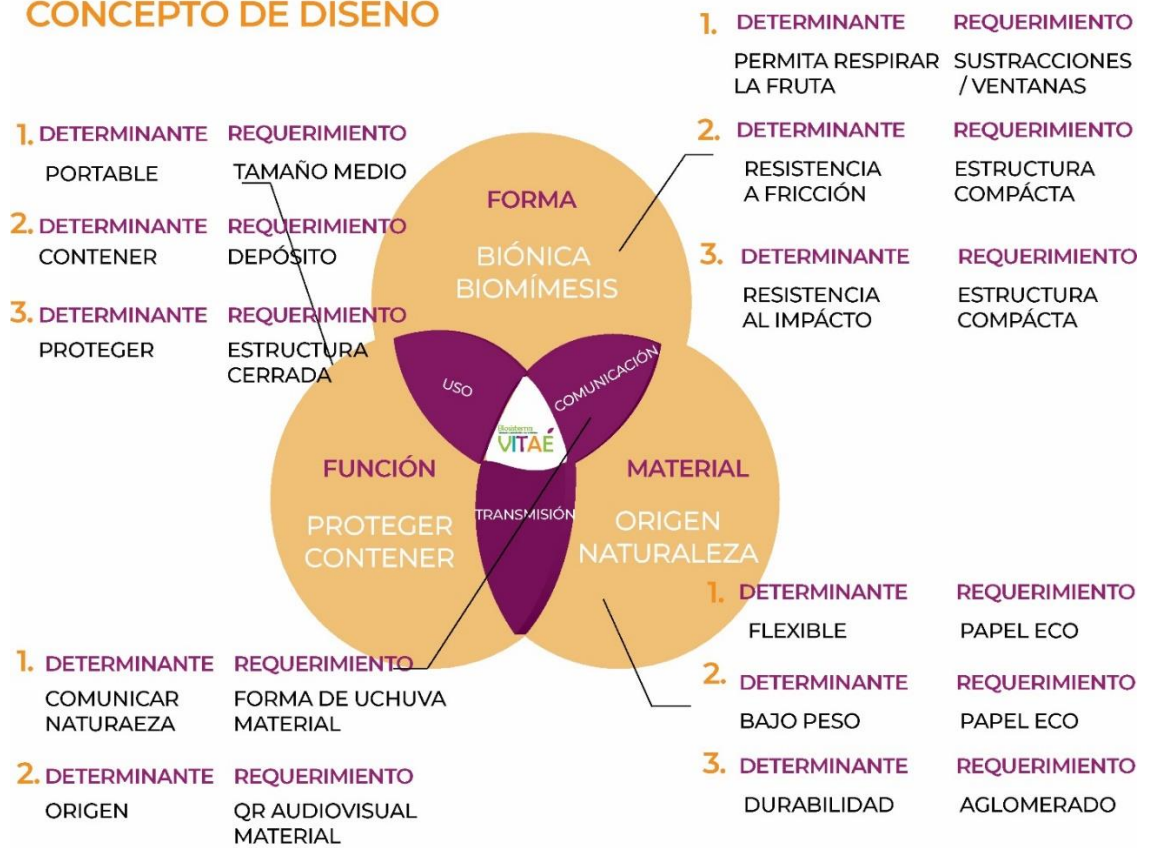 CONCEPTO DE DISEÑO
1. DETERMINANTE REQUERIMIENTO
PORTABLE TAMAÑO MEDIO
2. DETERMINANTE REQUERIMIENTO
CONTENER DEPÓSITO
3. DETERMINANTE REQUERIMIENTO
PROTEGER ESTRUCTURA
CERRADA
1. DETERMINANTE REQUERIMIENTO
PERMITA RESPIRAR SUSTRACCIONES
LA FRUTA / VENTANAS
2. DETERMINANTE REQUERIMIENTO
RESISTENCIA ESTRUCTURA
A FRICCIÓN COMPÁCTA
3. DETERMINANTE REQUERIMIENTO
RESISTENCIA ESTRUCTURA
AL IMPÁCTO COMPÁCTA
FORMA
BIÓNICA
BIOMÍMESIS
USO
COMUNICACIÓN
Biosistema
VITAÉ
FUNCIÓN
PROTEGER
CONTENER
TRANSMISIÓN
MATERIAL
ORIGEN
NATURALEZA
1. DETERMINANTE REQUERIMIENTO
COMUNICAR FORMA DE UCHUVA
NATURAEZA MATERIAL
2. DETERMINANTE REQUERIMIENTO
ORIGEN QR AUDIOVISUAL
MATERIAL
1. DETERMINANTE REQUERIMIENTO
FLEXIBLE PAPEL ECO
2. DETERMINANTE REQUERIMIENTO
BAJO PESO PAPEL ECO
3. DETERMINANTE REQUERIMIENTO
DURABILIDAD AGLOMERADO